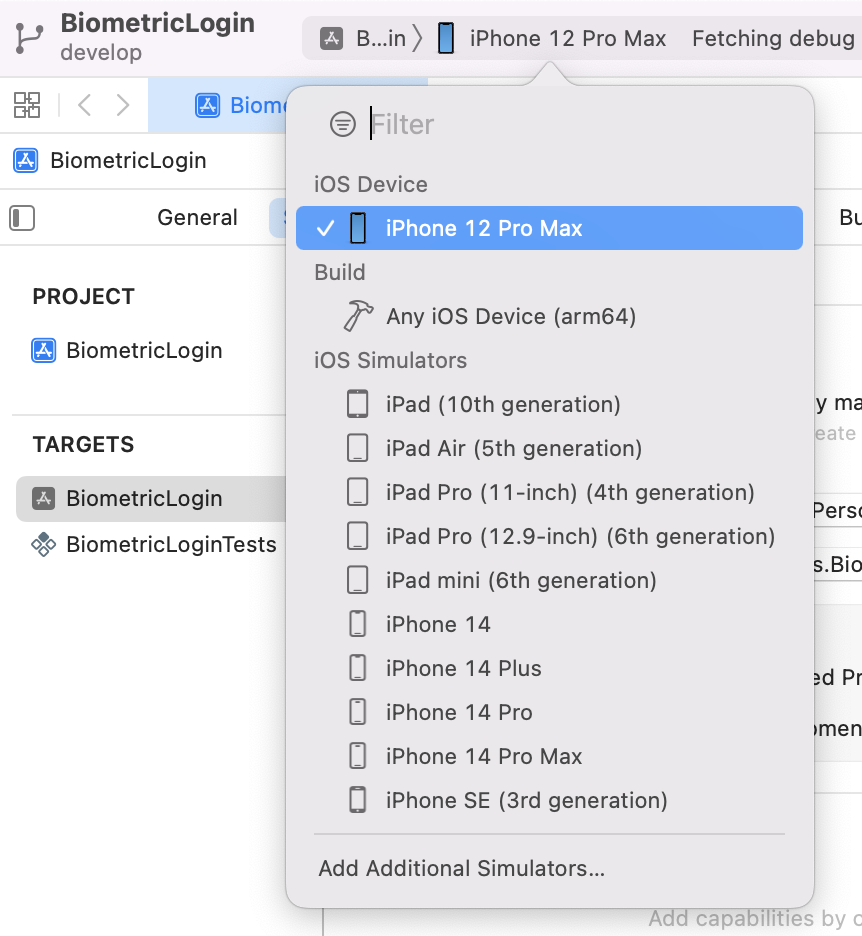 BiometricLogin
develop
B...in
iPhone 12 Pro Max
Fetching debug
Biome
Filter
BiometricLogin
iOS Device
General
iPhone 12 Pro Max
Bu
Build
PROJECT
Any iOS Device (arm64)
BiometricLogin
iOS Simulators
iPad (10th generation)
y ma
eate
TARGETS
iPad Air (5th generation)
BiometricLogin
iPad Pro (11-inch) (4th generation)
Perso
BiometricLoginTests
iPad Pro (12.9-inch) (6th generation)
s.Bio
iPad mini (6th generation)
iPhone 14
iPhone 14 Plus
ed Pr
iPhone 14 Pro
omen
iPhone 14 Pro Max
iPhone SE (3rd generation)
Add Additional Simulators...
Add capabilities by c